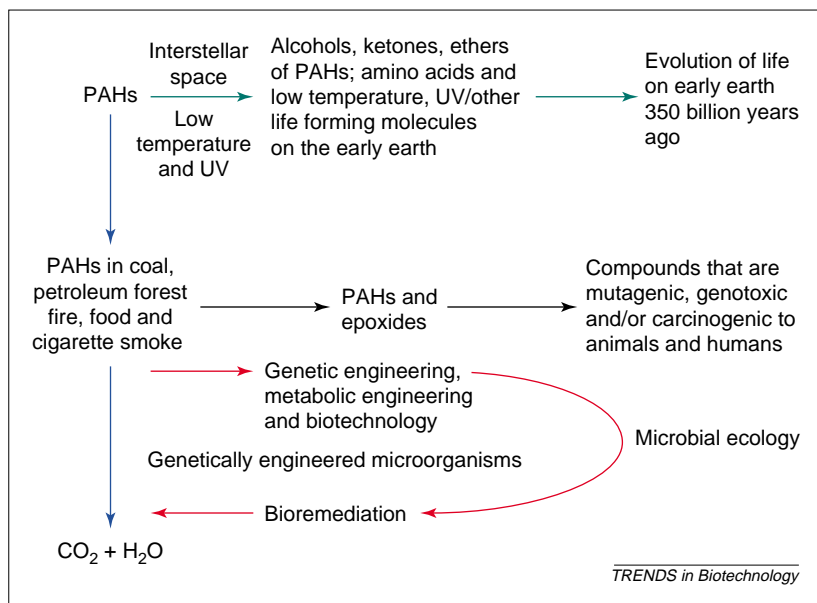 Interstellar
space
PAHs
Low
temperature
and UV
Alcohols, ketones, ethers
of PAHs; amino acids and
low temperature, UV/other
life forming molecules
on the early earth
Evolution of life
on early earth
350 billion years
ago
PAHs in coal,
petroleum forest
fire, food and
cigarette smoke
PAHs and
epoxides
Compounds that are
mutagenic, genotoxic
and/or carcinogenic to
animals and humans
Genetic engineering,
metabolic engineering
and biotechnology
Microbial ecology
Genetically engineered microorganisms
Bioremediation
CO₂ + H₂O
TRENDS in Biotechnology